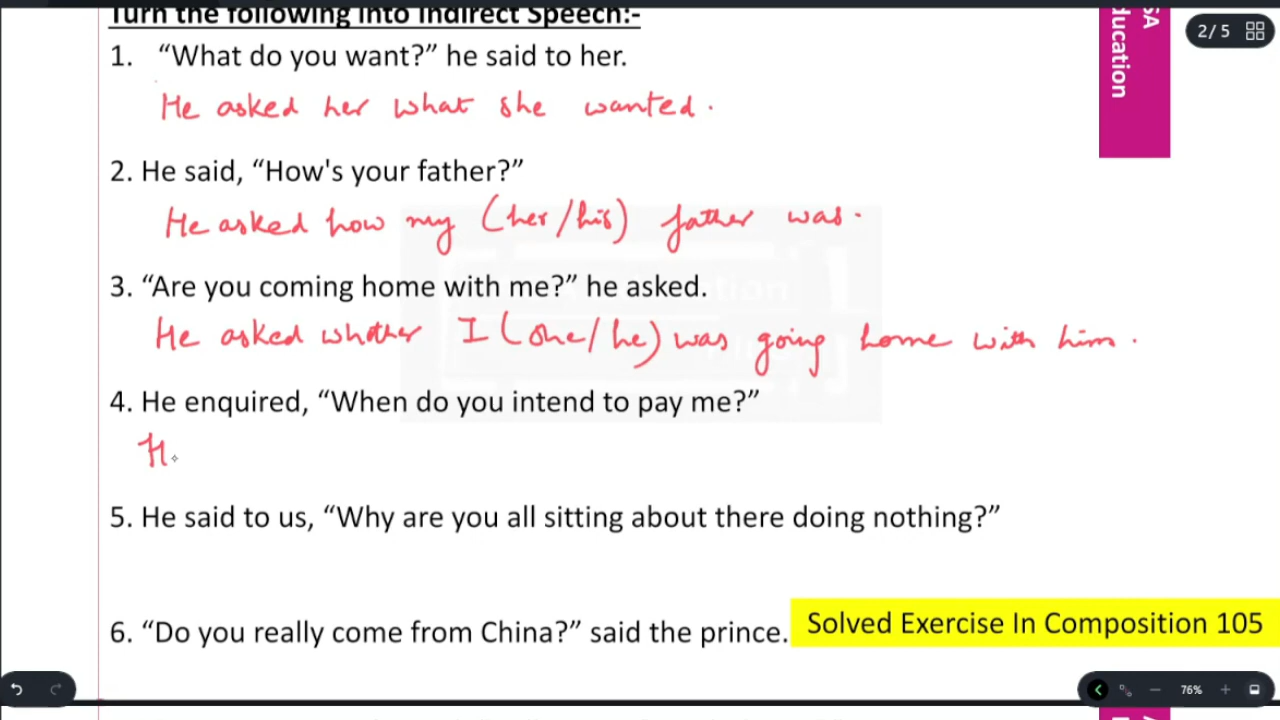 Turn the following into Indirect Speech:-
1. “What do you want?” he said to her.
He asked her what she wanted.
2. He said, “How's your father?”
He asked how my (her/his) father was.
3. “Are you coming home with me?” he asked.
He asked whether I (she/he) was going home with him.
4. He enquired, “When do you intend to pay me?”
H
5. He said to us, “Why are you all sitting about there doing nothing?”
6. “Do you really come from China?” said the prince.
Solved Exercise In Composition 105
SA
ducation
2/5
76%